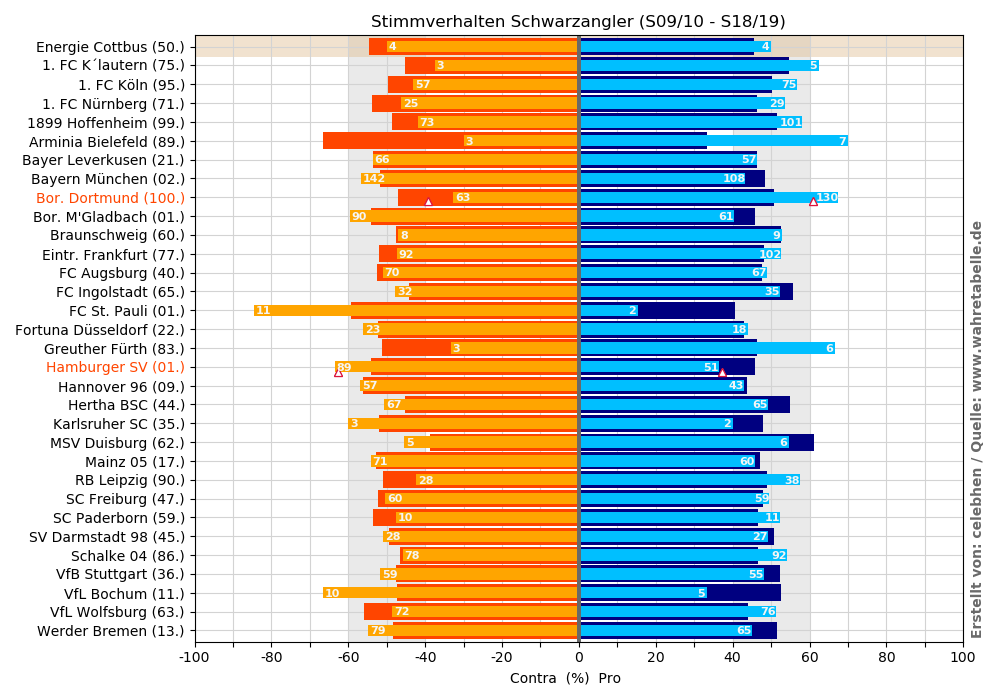 Stimmverhalten Schwarzangler (S09/10 - S18/19)
Energie Cottbus (50.) 4 4
1. FC K´lautern (75.) 3 5
1. FC Köln (95.) 57 75
1. FC Nürnberg (71.) 25 29
1899 Hoffenheim (99.) 73 101
Arminia Bielefeld (89.) 3 7
Bayer Leverkusen (21.) 66 57
Bayern München (02.) 142 108
Bor. Dortmund (100.) 63 130
Bor. M'Gladbach (01.) 90 61
Braunschweig (60.) 8 9
Eintr. Frankfurt (77.) 92 102
FC Augsburg (40.) 70 67
FC Ingolstadt (65.) 32 35
FC St. Pauli (01.) 11 2
Fortuna Düsseldorf (22.) 23 18
Greuther Fürth (83.) 3 6
Hamburger SV (01.) 89 51
Hannover 96 (09.) 57 43
Hertha BSC (44.) 67 65
Karlsruher SC (35.) 3 2
MSV Duisburg (62.) 5 6
Mainz 05 (17.) 71 60
RB Leipzig (90.) 28 38
SC Freiburg (47.) 60 59
SC Paderborn (59.) 10 11
SV Darmstadt 98 (45.) 28 27
Schalke 04 (86.) 78 92
VfB Stuttgart (36.) 59 55
VfL Bochum (11.) 10 5
VfL Wolfsburg (63.) 72 76
Werder Bremen (13.) 79 65
-100 -80 -60 -40 -20 0 20 40 60 80 100
Contra (%) Pro
Erstellt von: celebhen / Quelle: www.wahretabelle.de